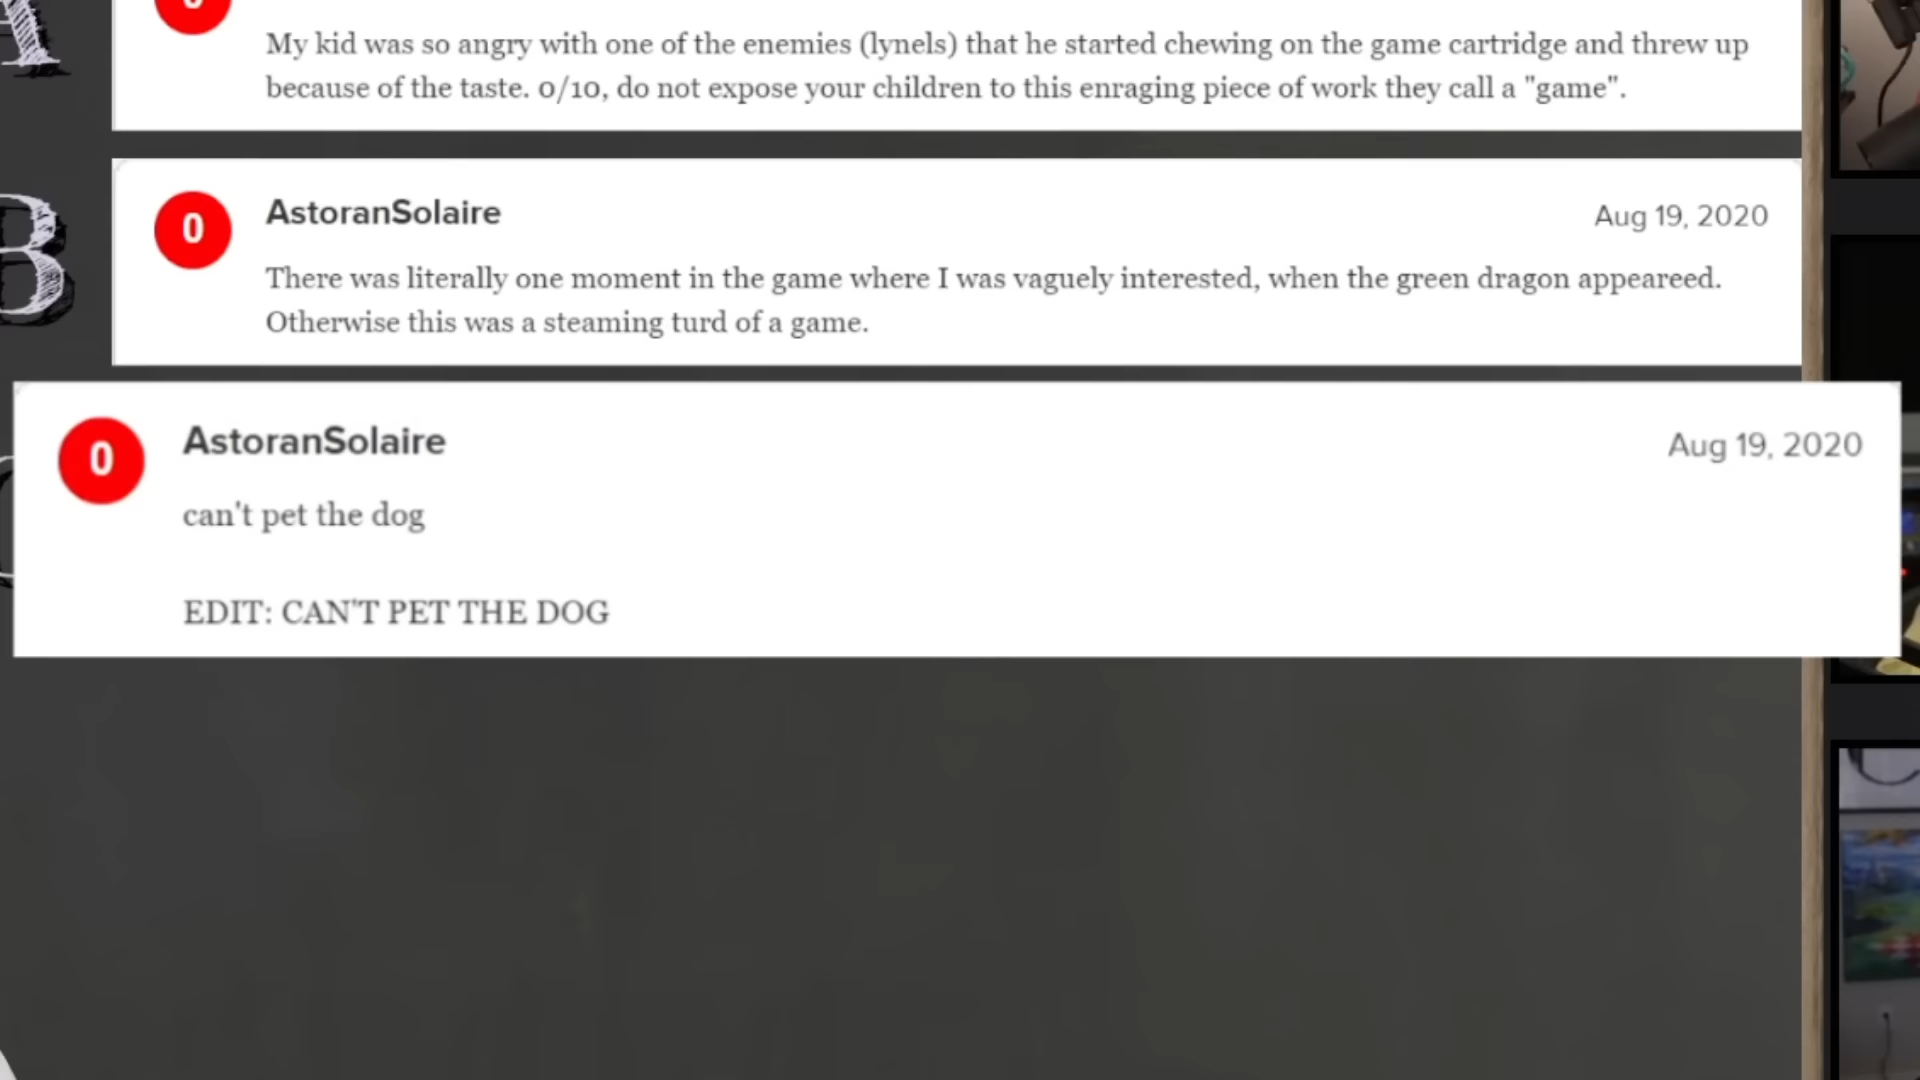 A
My kid was so angry with one of the enemies (lynels) that he started chewing on the game cartridge and threw up
because of the taste. 0/10, do not expose your children to this enraging piece of work they call a "game".
B
0
AstoranSolaire
Aug 19, 2020
There was literally one moment in the game where I was vaguely interested, when the green dragon appeareed.
Otherwise this was a steaming turd of a game.
0
AstoranSolaire
Aug 19, 2020
can't pet the dog
EDIT: CAN'T PET THE DOG